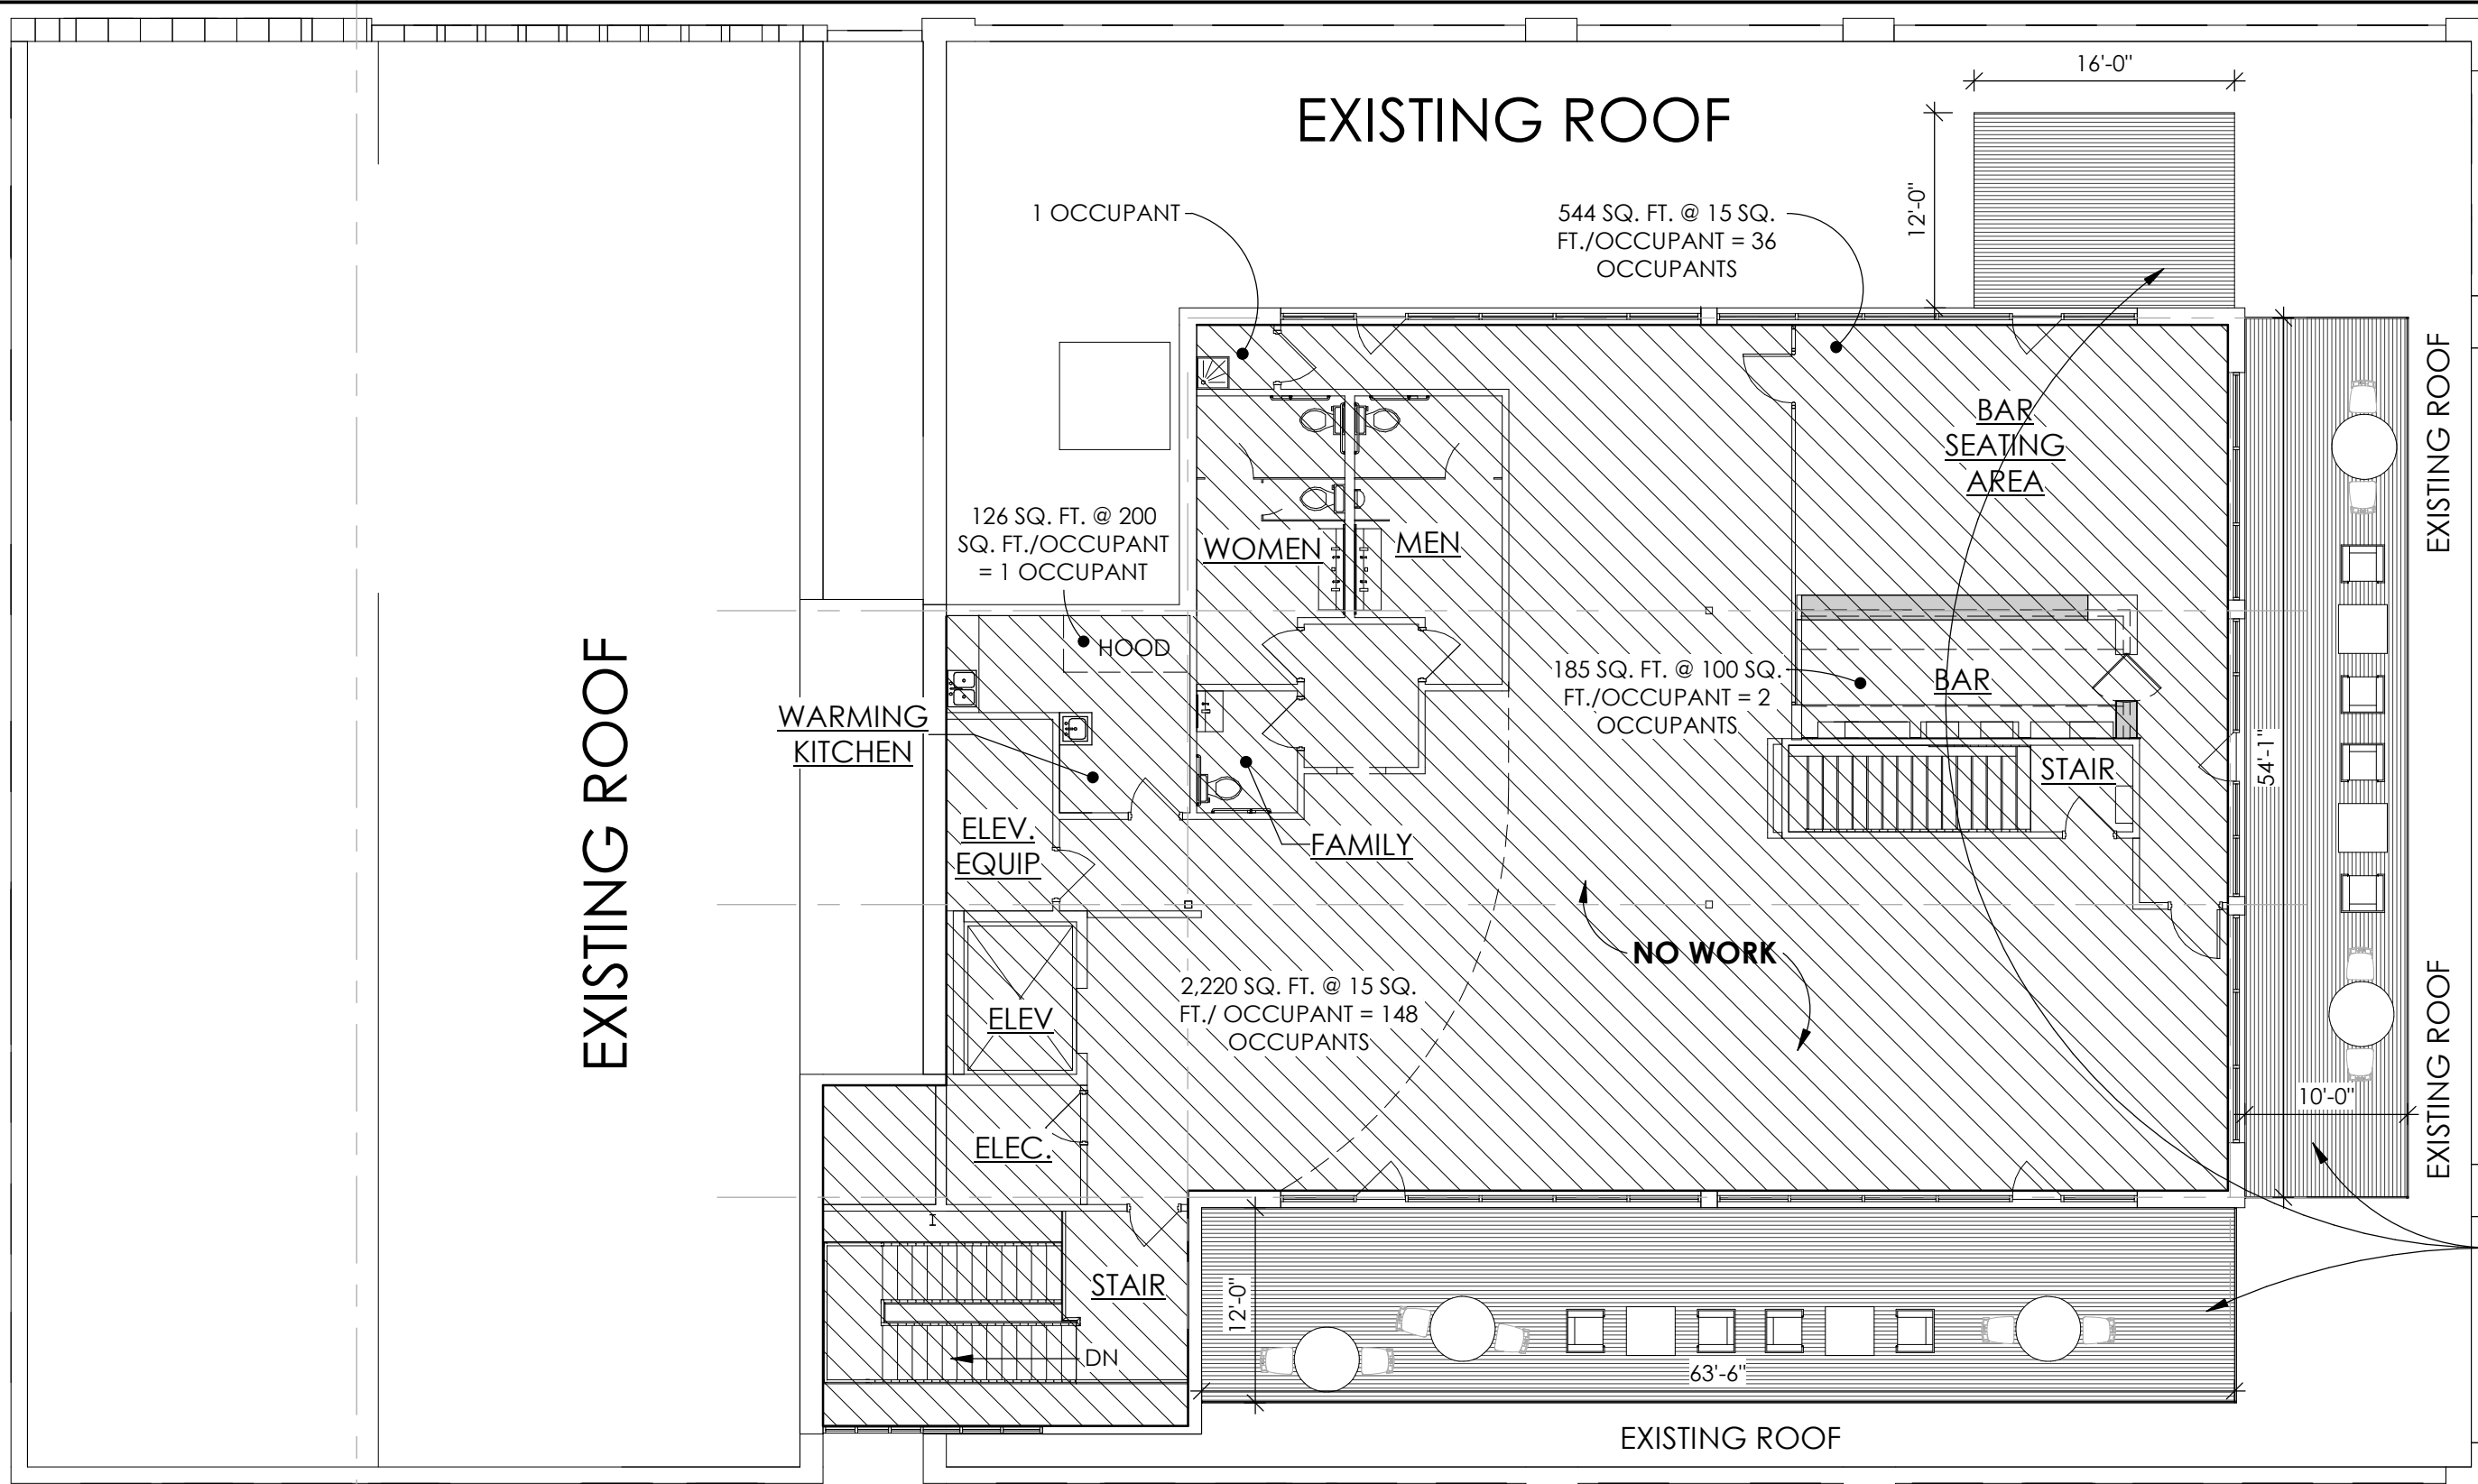 16'-0"
EXISTING ROOF
12'-0"
1 OCCUPANT
544 SQ. FT. @ 15 SQ.
FT./OCCUPANT = 36
OCCUPANTS
EXISTING ROOF
BAR
SEATING
AREA
126 SQ. FT. @ 200
SQ. FT./OCCUPANT
= 1 OCCUPANT
WOMEN
MEN
HOOD
185 SQ. FT. @ 100 SQ.
FT./OCCUPANT = 2
OCCUPANTS
BAR
WARMING
KITCHEN
EXISTING ROOF
STAIR
54'-1"
ELEV.
EQUIP
FAMILY
NO WORK
2,220 SQ. FT. @ 15 SQ.
FT./ OCCUPANT = 148
OCCUPANTS
ELEV
EXISTING ROOF
10'-0"
ELEC.
STAIR
12'-0"
DN
63'-6"
EXISTING ROOF